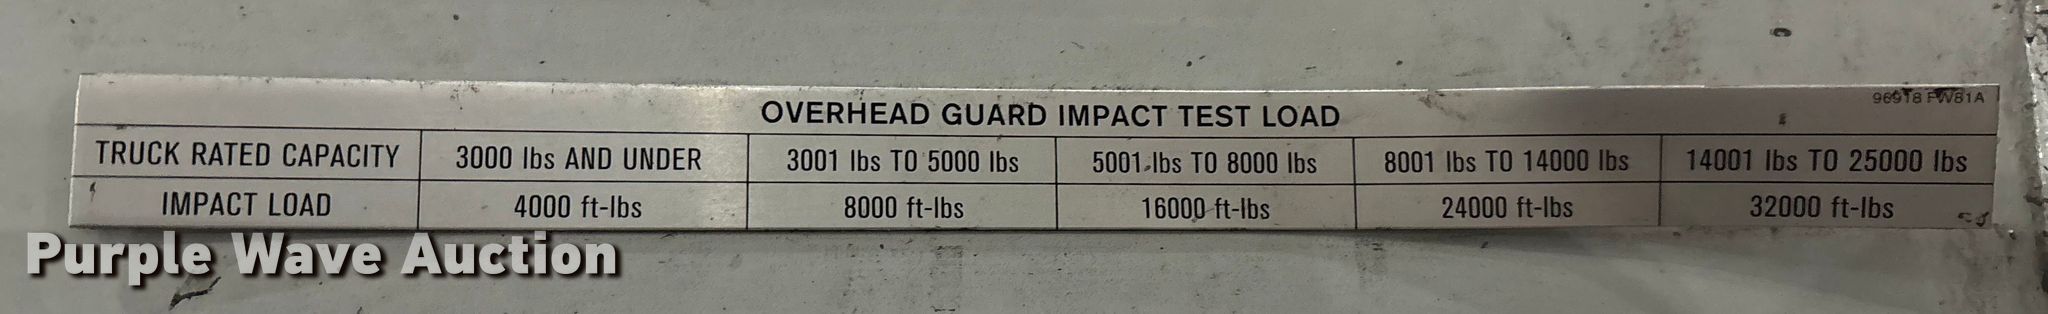 96918 FW81A
OVERHEAD GUARD IMPACT TEST LOAD
TRUCK RATED CAPACITY 3000 lbs AND UNDER 3001 lbs TO 5000 lbs 5001 lbs TO 8000 lbs 8001 lbs TO 14000 lbs 14001 lbs TO 25000 lbs
IMPACT LOAD 4000 ft-lbs 8000 ft-lbs 16000 ft-lbs 24000 ft-lbs 32000 ft-lbs
Purple Wave Auction